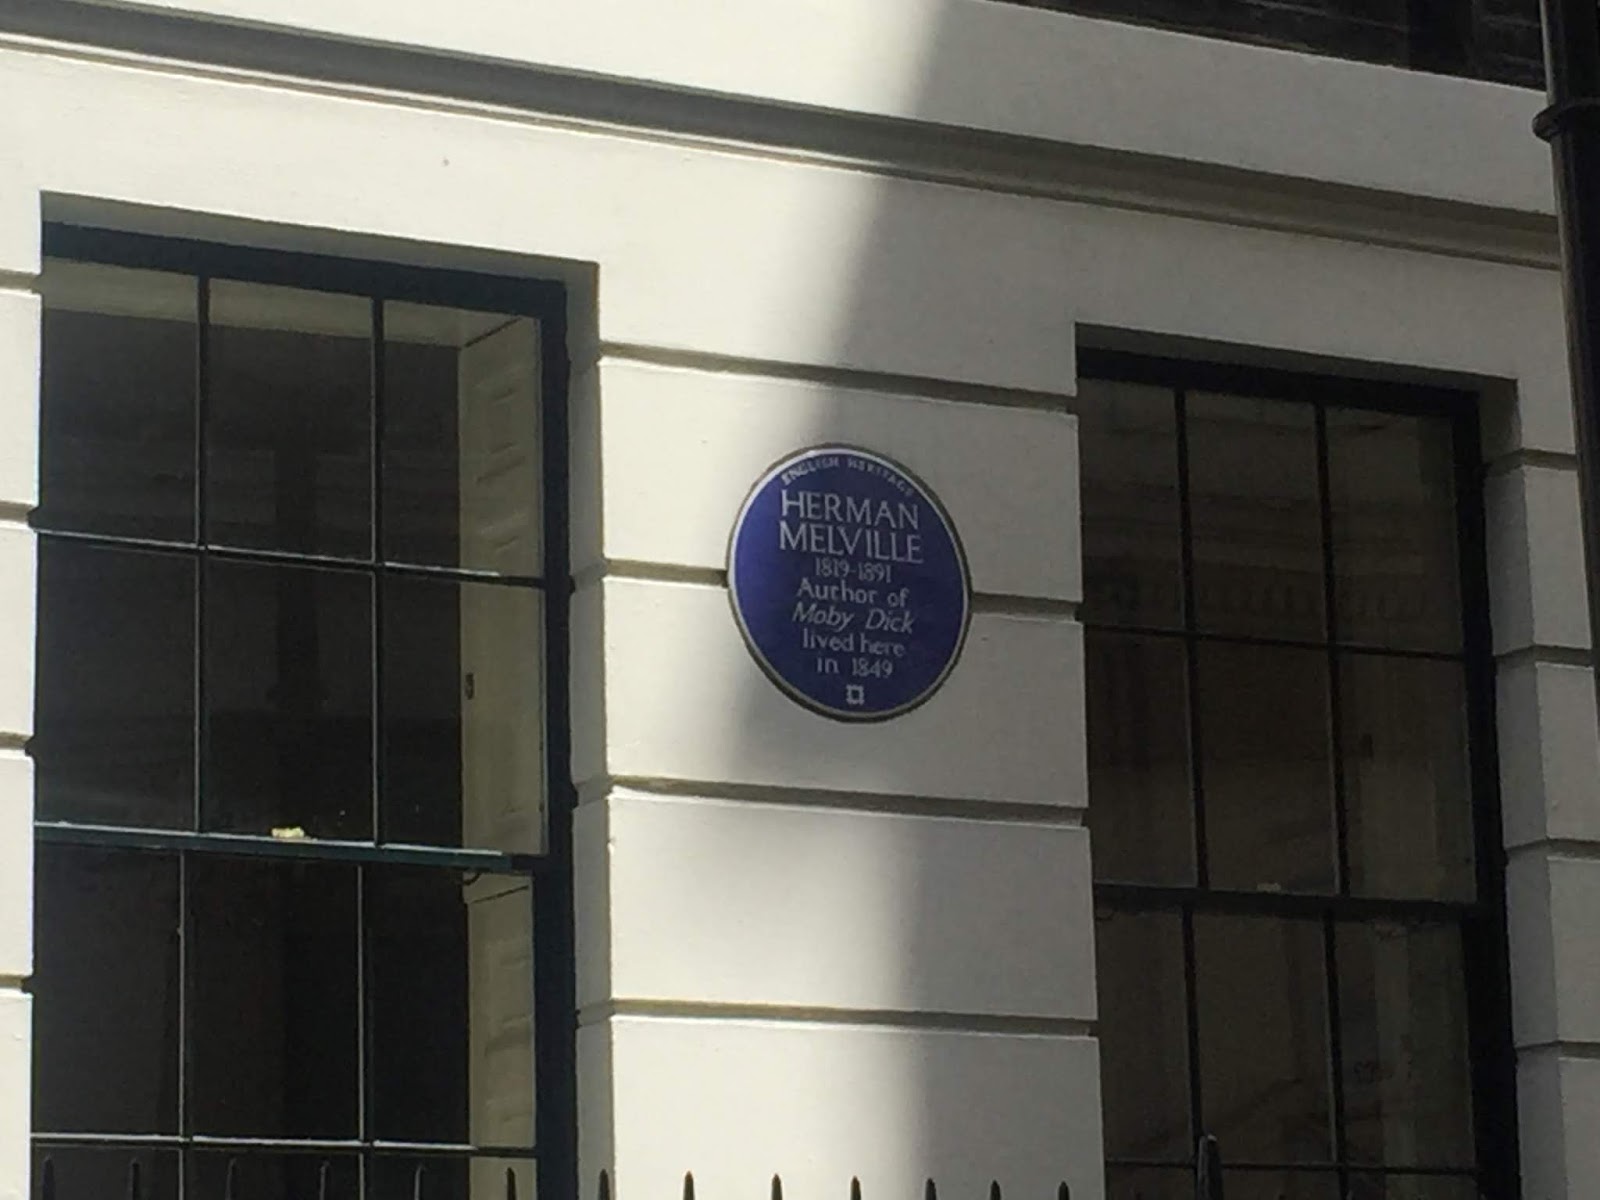 ENGLISH HERITAGE
HERMAN
MELVILLE
1819-1891
Author of
Moby Dick
lived here
in 1849